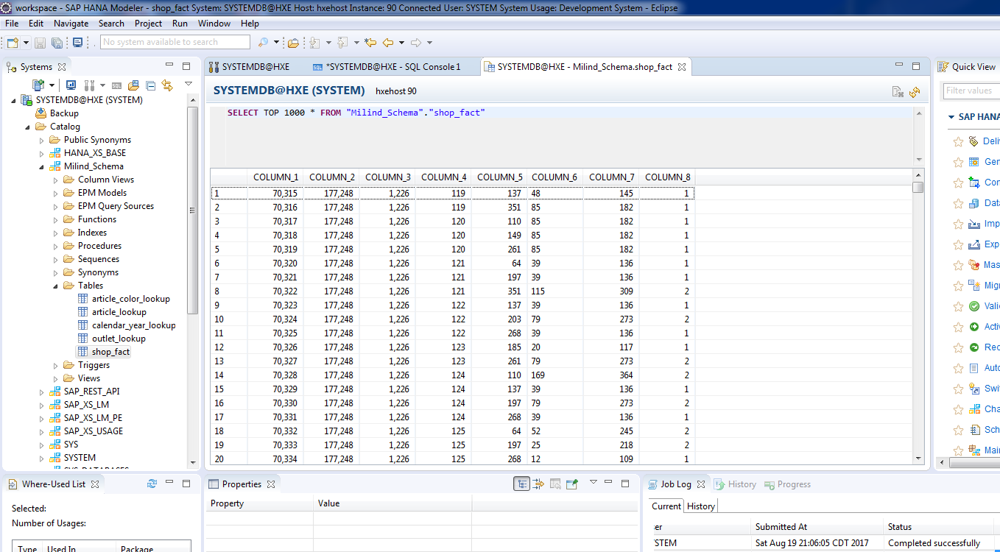 workspace - SAP HANA Modeler - shop_fact System: SYSTEMDB@HXE Host: hxehost Instance: 90 Connected User: SYSTEM System Usage: Development System - Eclipse
File Edit Navigate Search Project Run Window Help
No system available to search
Systems
SYSTEMDB@HXE (SYSTEM)
Backup
Catalog
Public Synonyms
HANA_XS_BASE
Milind_Schema
Column Views
EPM Models
EPM Query Sources
Functions
Indexes
Procedures
Sequences
Synonyms
Tables
article_color_lookup
article_lookup
calendar_year_lookup
outlet_lookup
shop_fact
Triggers
Views
SAP_REST_API
SAP_XS_LM
SAP_XS_LM_PE
SAP_XS_USAGE
SYS
SYSTEM
SYS_DATABASES
SYSTEMDB@HXE *SYSTEMDB@HXE - SQL Console 1 SYSTEMDB@HXE - Milind_Schema.shop_fact
SYSTEMDB@HXE (SYSTEM) hxehost 90
SELECT TOP 1000 * FROM "Milind_Schema"."shop_fact"
COLUMN_1 COLUMN_2 COLUMN_3 COLUMN_4 COLUMN_5 COLUMN_6 COLUMN_7 COLUMN_8
1 70,315 177,248 1,226 119 137 48 145 1
2 70,316 177,248 1,226 119 351 85 182 1
3 70,317 177,248 1,226 120 110 85 182 1
4 70,318 177,248 1,226 120 149 85 182 1
5 70,319 177,248 1,226 120 261 85 182 1
6 70,320 177,248 1,226 121 64 39 136 1
7 70,321 177,248 1,226 121 197 39 136 1
8 70,322 177,248 1,226 121 351 115 309 2
9 70,323 177,248 1,226 122 137 39 136 1
10 70,324 177,248 1,226 122 203 79 273 2
11 70,325 177,248 1,226 122 268 39 136 1
12 70,326 177,248 1,226 123 185 20 117 1
13 70,327 177,248 1,226 123 261 79 273 2
14 70,328 177,248 1,226 124 110 169 364 2
15 70,329 177,248 1,226 124 137 39 136 1
16 70,330 177,248 1,226 124 197 79 273 2
17 70,331 177,248 1,226 124 268 39 136 1
18 70,332 177,248 1,226 125 64 52 245 2
19 70,333 177,248 1,226 125 197 25 218 2
20 70,334 177,248 1,226 125 268 12 109 1
Quick View
Filter values
SAP HANA
Deli
Gen
Con
Data
Imp
Exp
Mas
Migr
Vali
Acti
Rec
Auto
Swi
Cha
Sch
Main
Where-Used List
Selected:
Number of Usages:
Type Used In Package
Properties
Property Value
Job Log History Progress
Current History
ser Submitted At Status
YSTEM Sat Aug 19 21:06:05 CDT 2017 Completed successfully